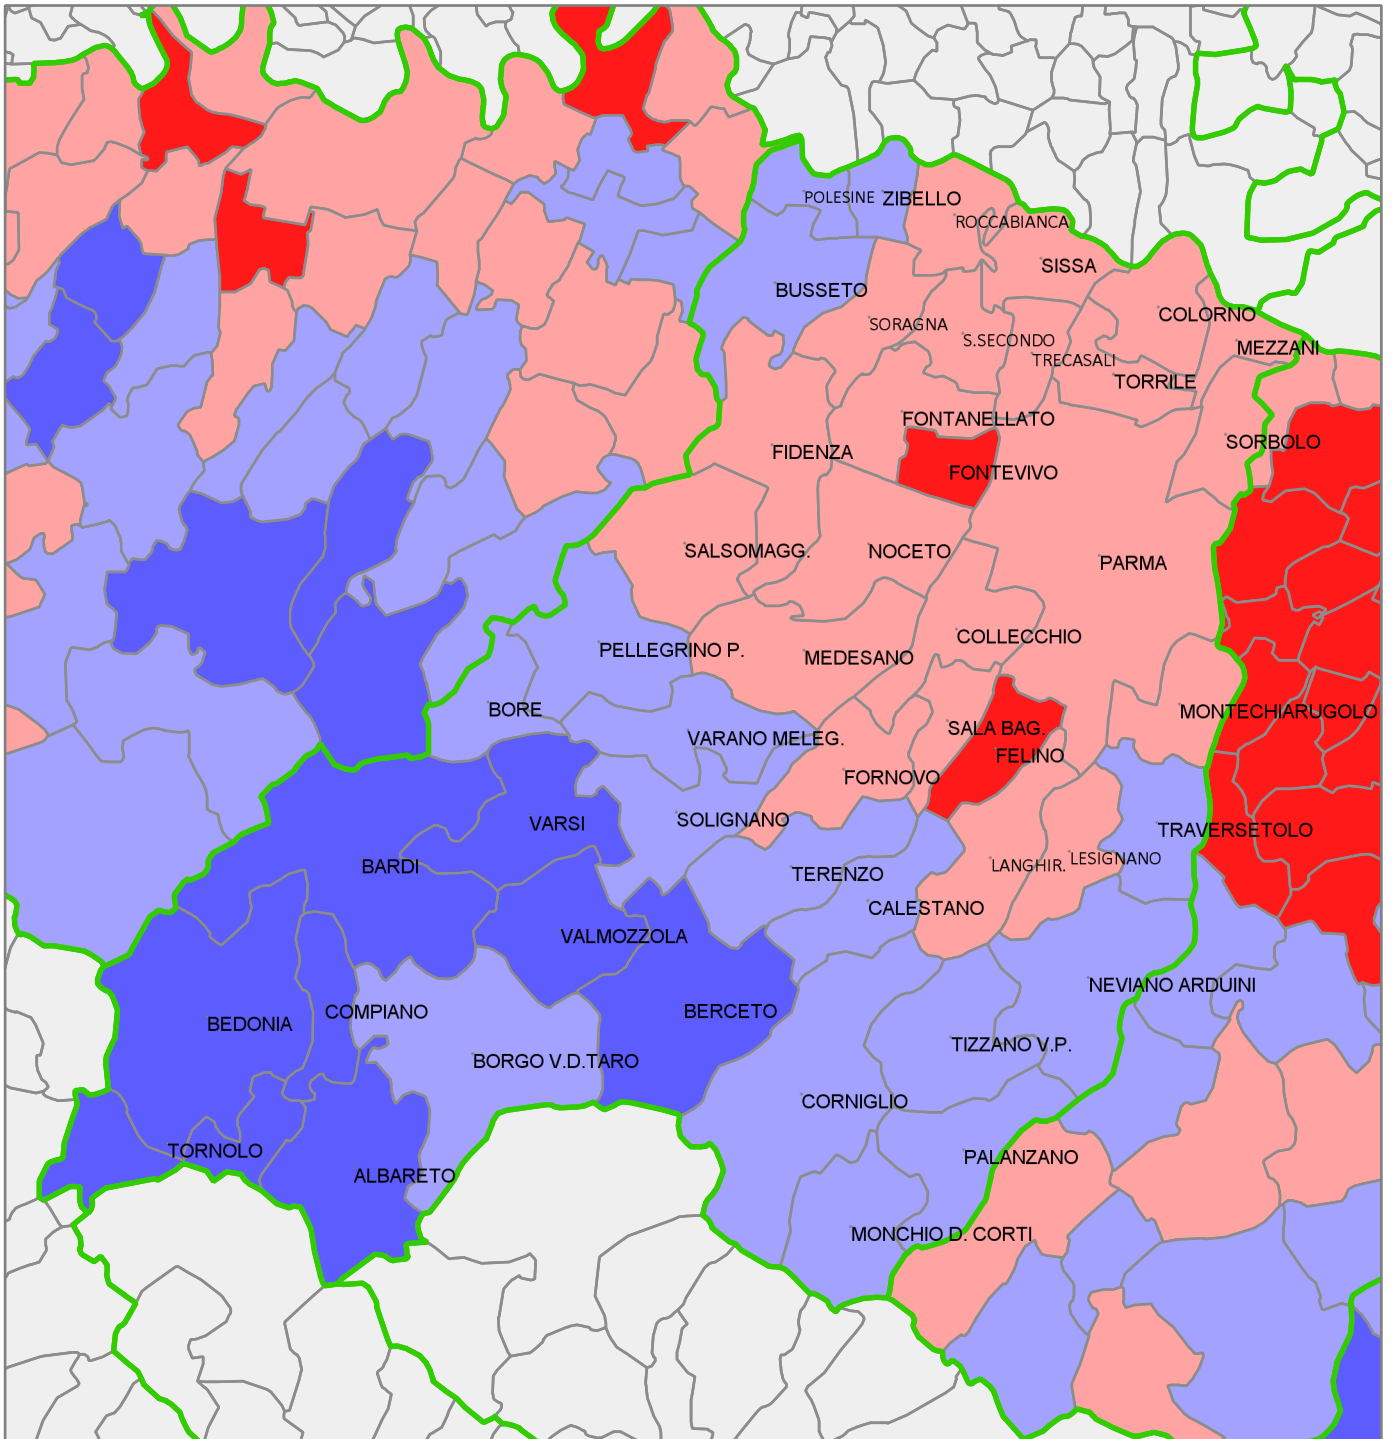 POLESINE
ZIBELLO
ROCCABIANCA
SISSA
BUSSETO
COLORNO
SORAGNA
S.SECONDO
MEZZANI
TRECASALI
TORRILE
FONTANELLATO
SORBOLO
FIDENZA
FONTEVIVO
SALSOMAGG.
NOCETO
PARMA
COLLECCHIO
PELLEGRINO P.
MEDESANO
BORE
MONTECHIARUGOLO
SALA BAG.
VARANO MELEG.
FELINO
FORNOVO
SOLIGNANO
VARSI
TRAVERSETOLO
LESIGNANO
BARDI
LANGHIR.
TERENZO
CALESTANO
VALMOZZOLA
NEVIANO ARDUINI
COMPIANO
BERCETO
BEDONIA
TIZZANO V.P.
BORGO V.D.TARO
CORNIGLIO
TORNOLO
PALANZANO
ALBARETO
MONCHIO D. CORTI